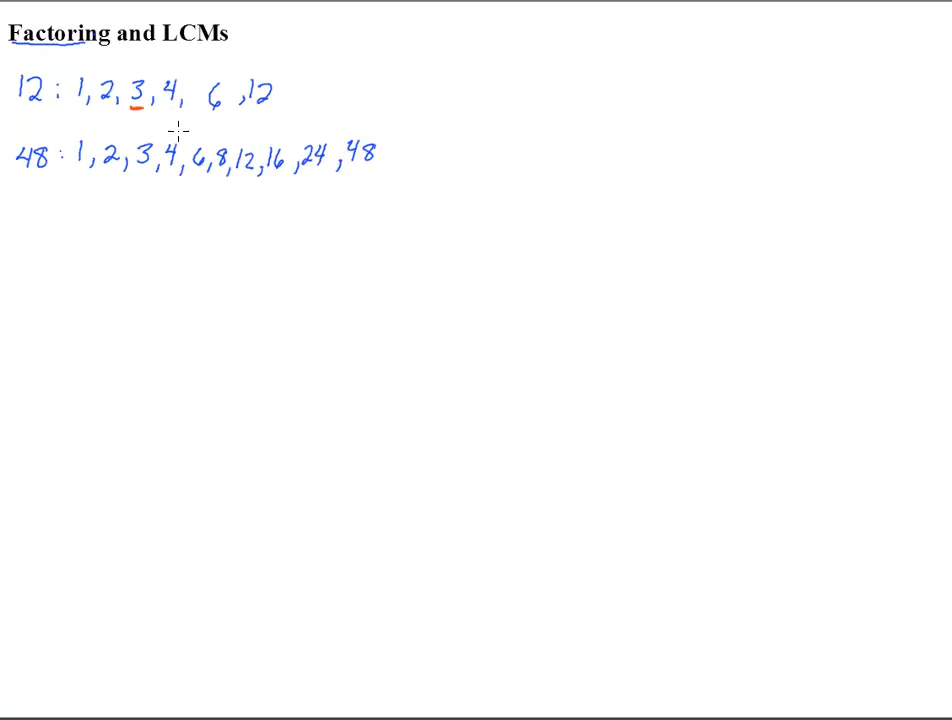 Factoring and LCMs
12 : 1, 2, 3, 4, 6, 12
48 : 1, 2, 3, 4, 6, 8, 12, 16, 24, 48